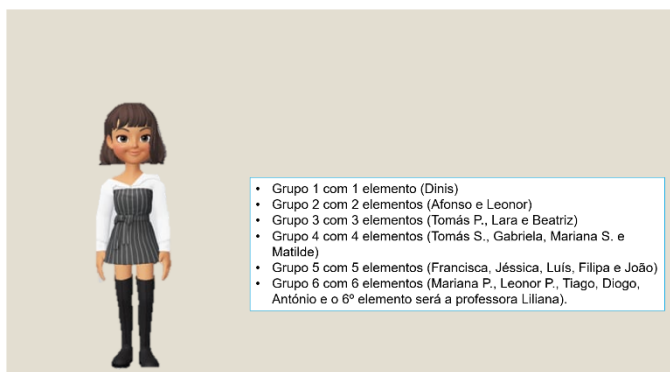 • Grupo 1 com 1 elemento (Dinis)
• Grupo 2 com 2 elementos (Afonso e Leonor)
• Grupo 3 com 3 elementos (Tomás P., Lara e Beatriz)
• Grupo 4 com 4 elementos (Tomás S., Gabriela, Mariana S. e
Matilde)
• Grupo 5 com 5 elementos (Francisca, Jéssica, Luís, Filipa e João)
• Grupo 6 com 6 elementos (Mariana P., Leonor P., Tiago, Diogo,
António e o 6º elemento será a professora Liliana).